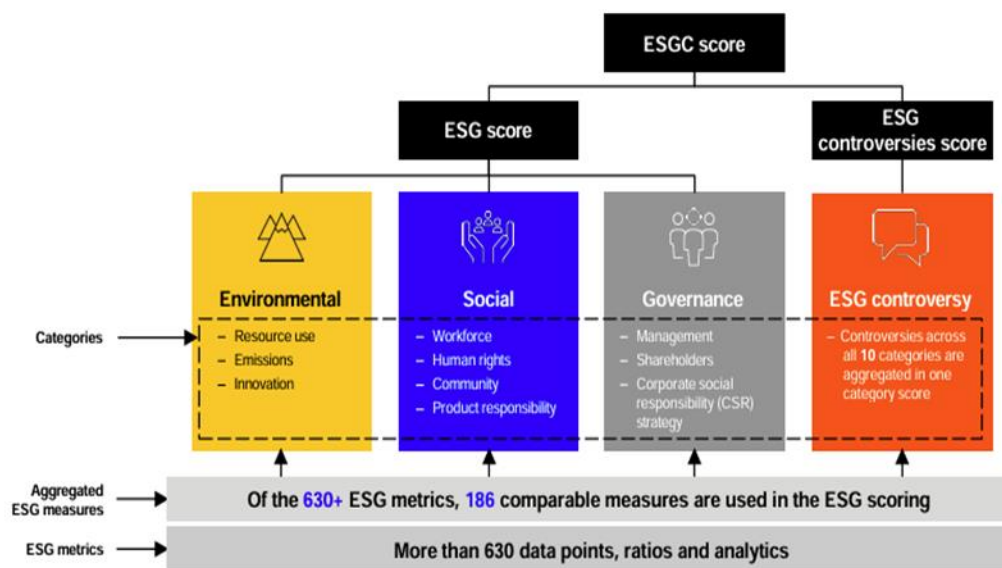 ESGC score
ESG score
ESG
controversies score
Environmental
Social
Governance
ESG controversy
Categories
– Resource use
– Emissions
– Innovation
– Workforce
– Human rights
– Community
– Product responsibility
– Management
– Shareholders
– Corporate social
responsibility (CSR)
strategy
– Controversies across
all 10 categories are
aggregated in one
category score
Aggregated
ESG measures
Of the 630+ ESG metrics, 186 comparable measures are used in the ESG scoring
ESG metrics
More than 630 data points, ratios and analytics